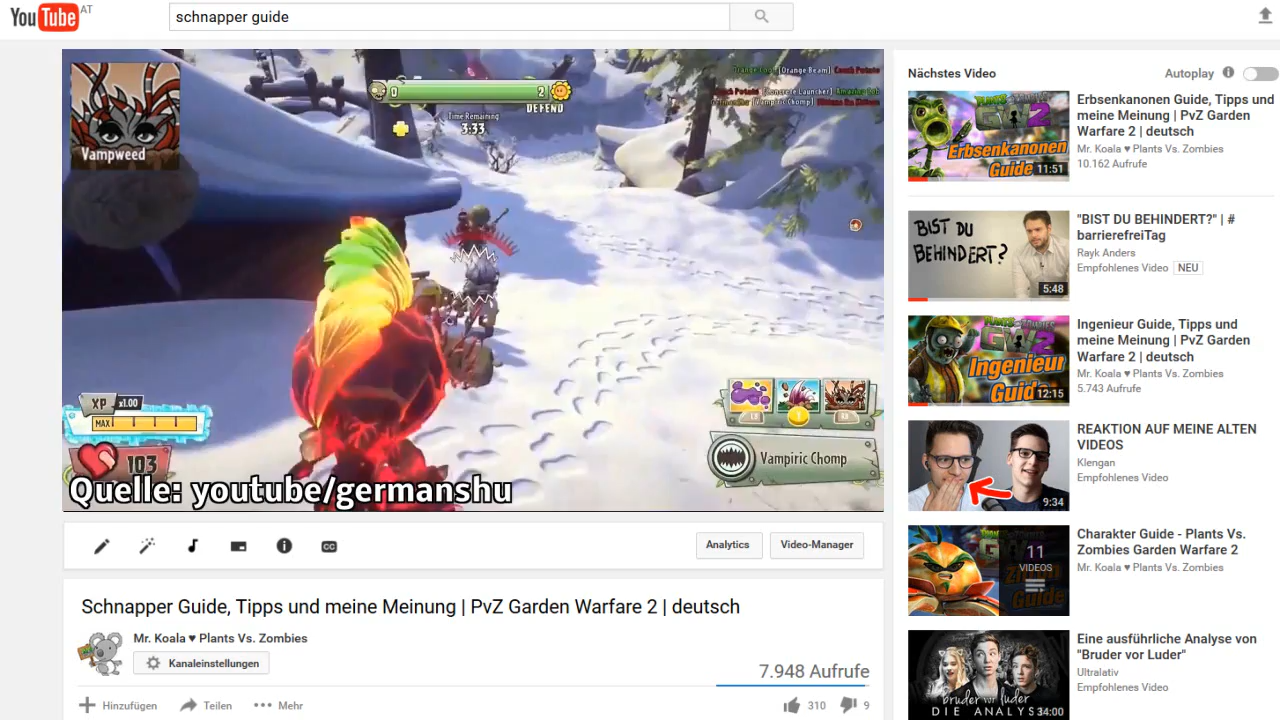 YouTube AT
schnapper guide
Vampweed
0
2
DEFEND
Time Remaining
3:33
[Orange Beam] Couch Potato
XP x1.00
MAX
103
Vampiric Chomp
Quelle: youtube/germanshu
CC
Analytics
Video-Manager
Schnapper Guide, Tipps und meine Meinung | PvZ Garden Warfare 2 | deutsch
Mr. Koala ♥ Plants Vs. Zombies
Kanaleinstellungen
7.948 Aufrufe
Hinzufügen
Teilen
Mehr
310
9
Nächstes Video
Autoplay
GW2
Erbsenkanonen
Guide
11:51
Erbsenkanonen Guide, Tipps und
meine Meinung | PvZ Garden
Warfare 2 | deutsch
Mr. Koala ♥ Plants Vs. Zombies
10.162 Aufrufe
BIST DU
BEHINDERT?
5:48
"BIST DU BEHINDERT?" | #
barrierefreiTag
Rayk Anders
Empfohlenes Video NEU
GW2
Ingenieur
Guide
12:15
Ingenieur Guide, Tipps und
meine Meinung | PvZ Garden
Warfare 2 | deutsch
Mr. Koala ♥ Plants Vs. Zombies
5.743 Aufrufe
9:34
REAKTION AUF MEINE ALTEN
VIDEOS
Klengan
Empfohlenes Video
11
VIDEOS
Charakter Guide - Plants Vs.
Zombies Garden Warfare 2
Mr. Koala ♥ Plants Vs. Zombies
bruder vor luder
DIE ANALYS
34:00
Eine ausführliche Analyse von
"Bruder vor Luder"
Ultralativ
Empfohlenes Video